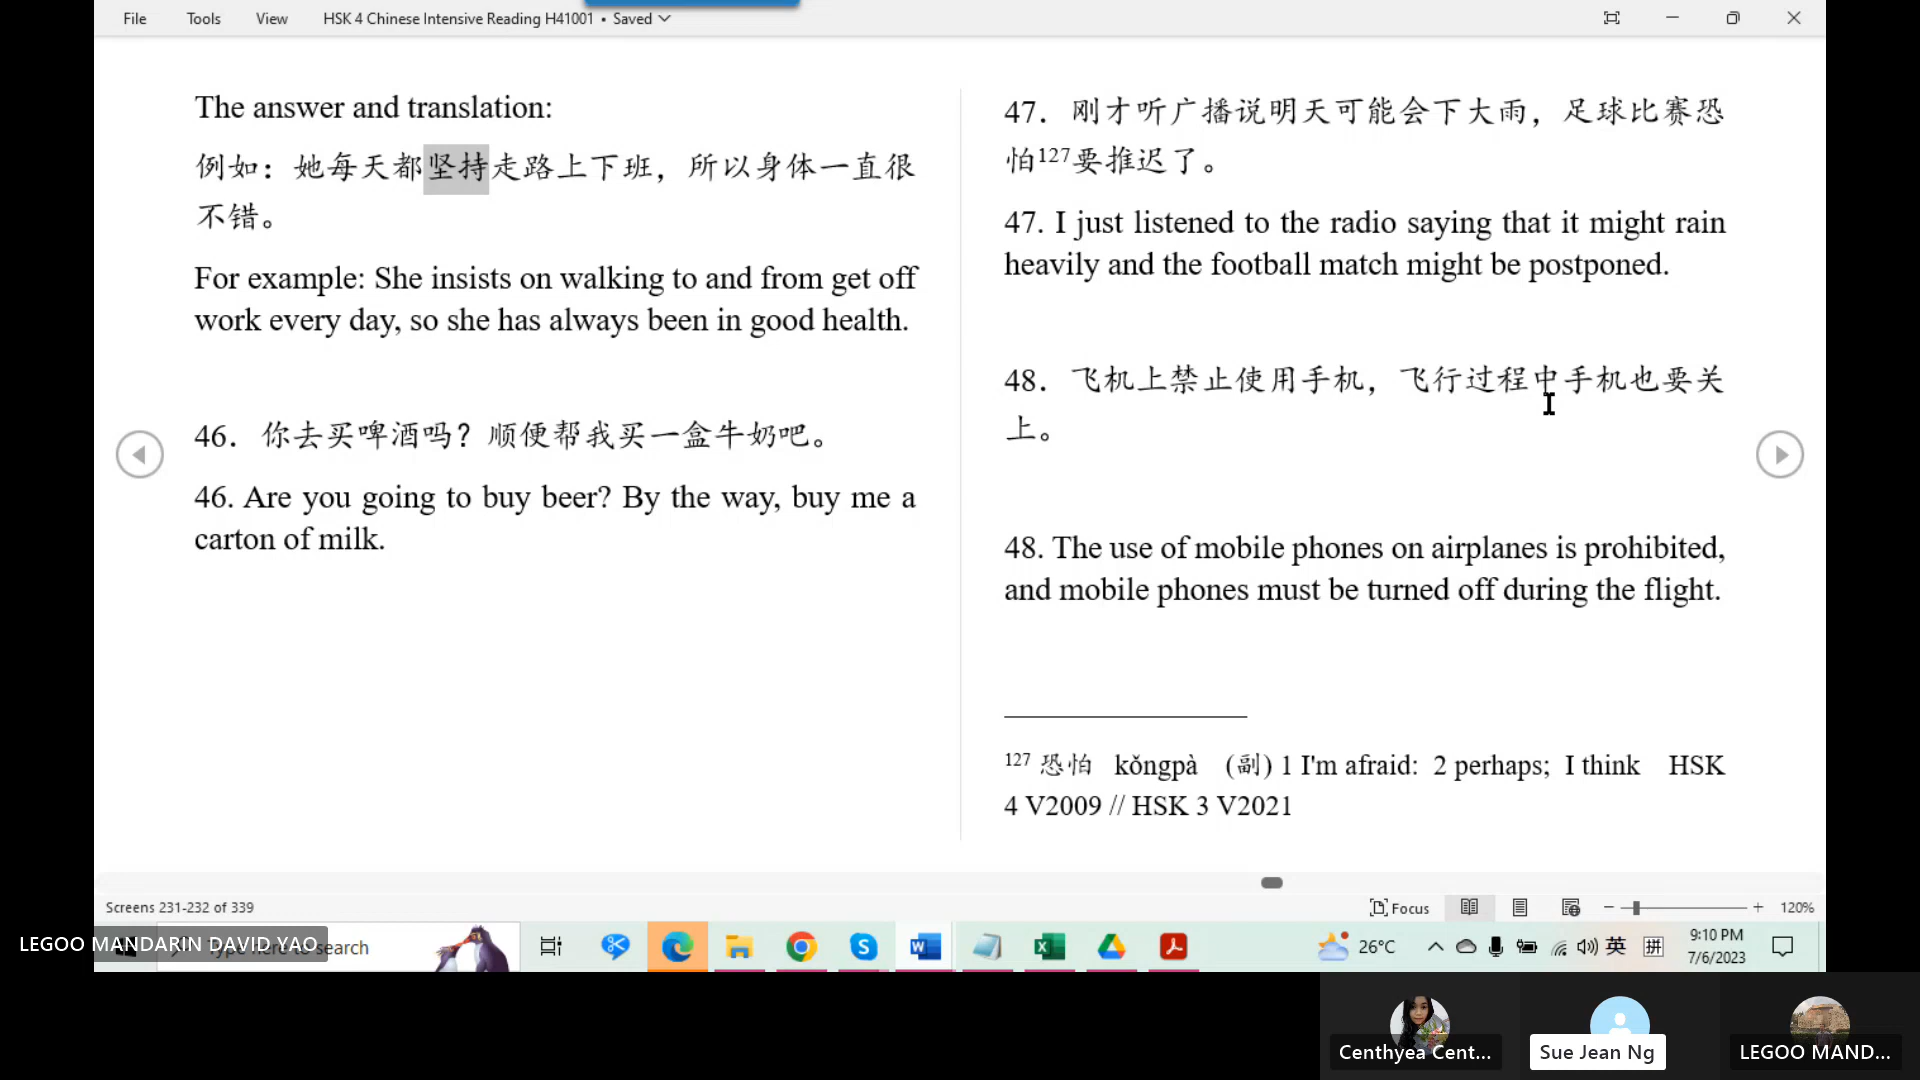 File Tools View HSK 4 Chinese Intensive Reading H41001 • Saved
The answer and translation:
例如：她每天都坚持走路上下班，所以身体一直很
不错。
For example: She insists on walking to and from get off
work every day, so she has always been in good health.
46．你去买啤酒吗？顺便帮我买一盒牛奶吧。
46. Are you going to buy beer? By the way, buy me a
carton of milk.
47．刚才听广播说明天可能会下大雨，足球比赛恐
怕127要推迟了。
47. I just listened to the radio saying that it might rain
heavily and the football match might be postponed.
48．飞机上禁止使用手机，飞行过程中手机也要关
上。
48. The use of mobile phones on airplanes is prohibited,
and mobile phones must be turned off during the flight.
127 恐怕 kǒngpà (副) 1 I'm afraid: 2 perhaps; I think HSK
4 V2009 // HSK 3 V2021
Screens 231-232 of 339
Focus
120%
LEGOO MANDARIN DAVID YAO
Type here to search
26°C
英
拼
9:10 PM
7/6/2023
Centhyea Cent...
Sue Jean Ng
LEGOO MAND...